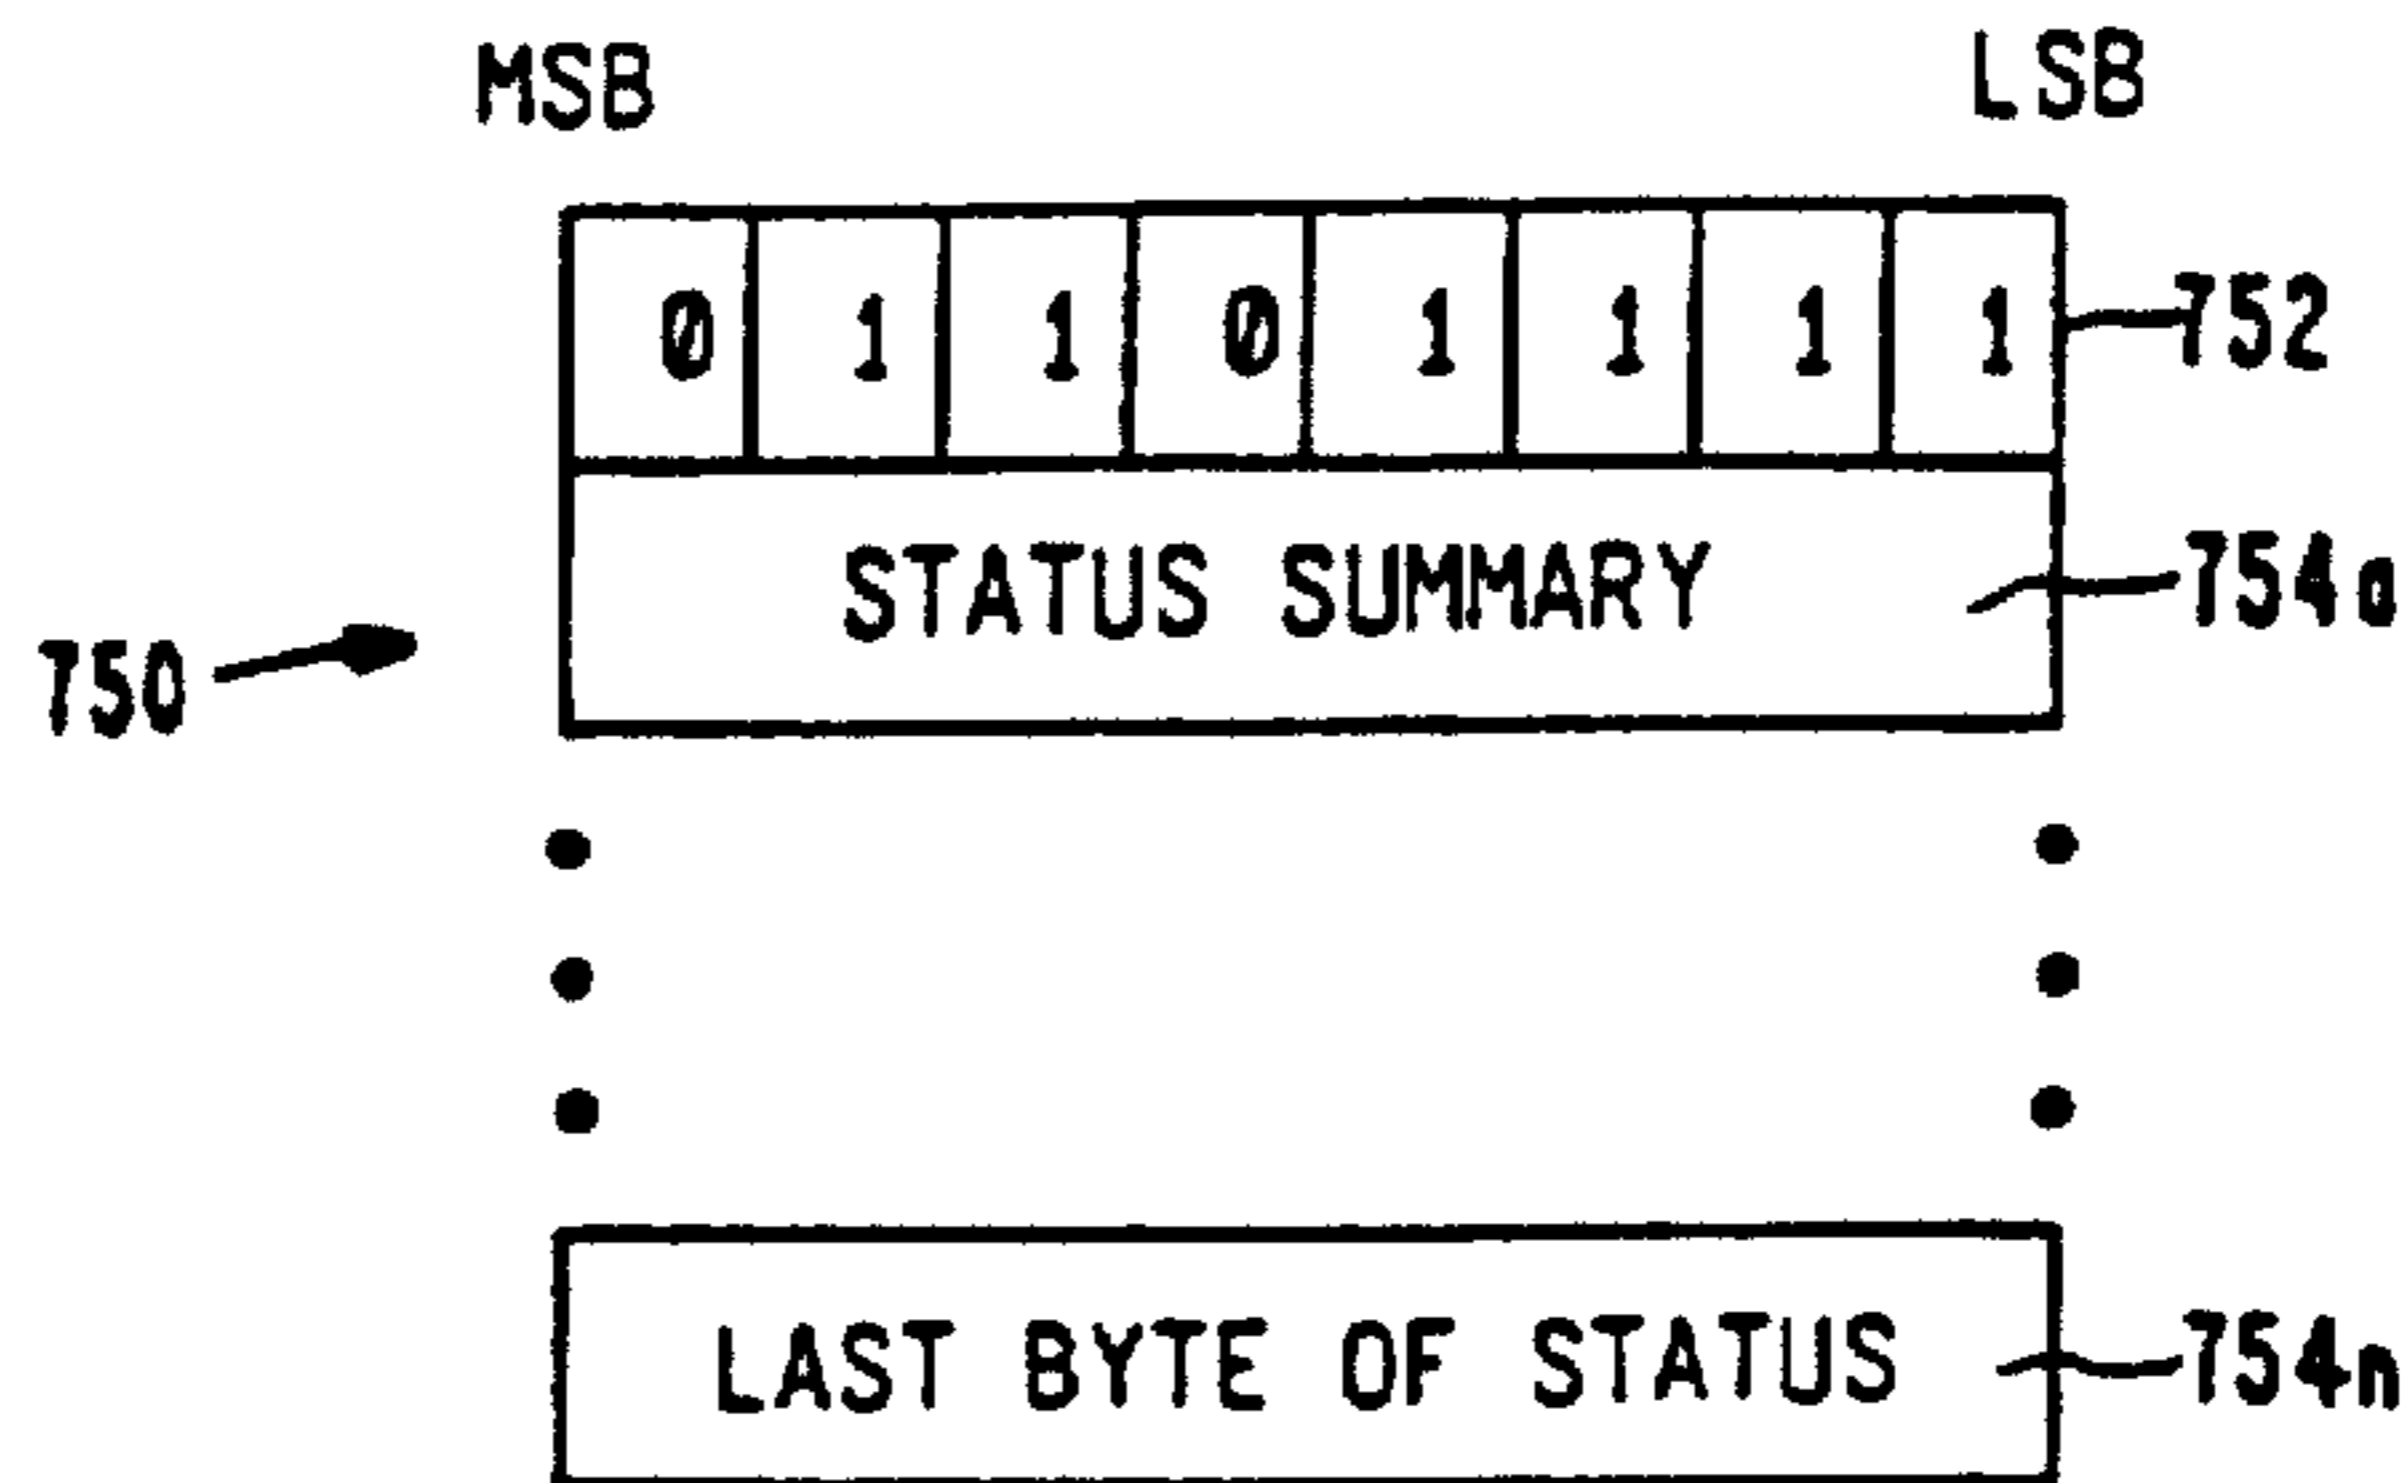 MSB LSB
0 1 1 0 1 1 1 1 752
STATUS SUMMARY 754a
750
LAST BYTE OF STATUS 754n